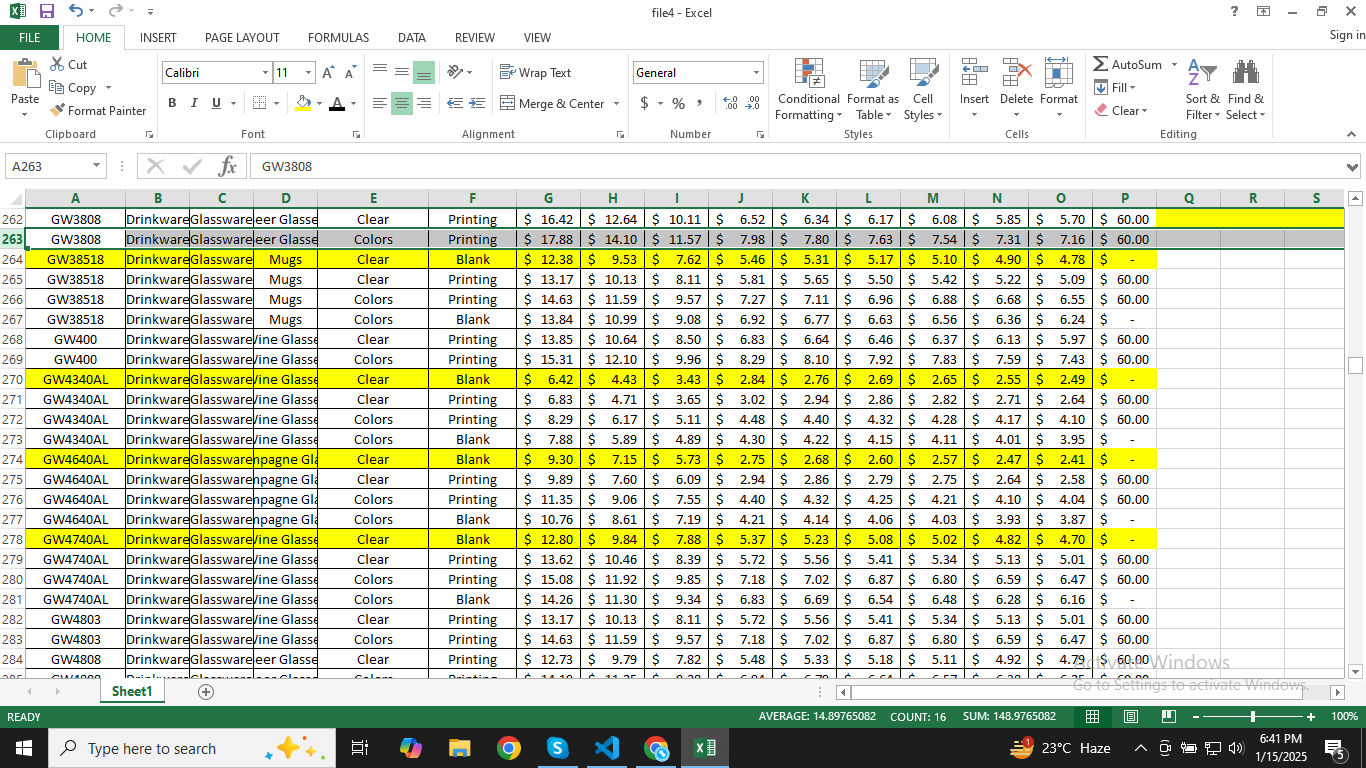 file4 - Excel
FILE HOME INSERT PAGE LAYOUT FORMULAS DATA REVIEW VIEW Sign in
Cut Calibri 11 Wrap Text General AutoSum
Copy Fill
Paste Format Painter Merge & Center Conditional Formatting Format as Table Cell Styles Insert Delete Format Clear Sort & Filter Find & Select
Clipboard Font Alignment Number Styles Cells Editing
A263 GW3808
A B C D E F G H I J K L M N O P Q R S
262 GW3808 Drinkware Glassware eer Glasse Clear Printing $ 16.42 $ 12.64 $ 10.11 $ 6.52 $ 6.34 $ 6.17 $ 6.08 $ 5.85 $ 5.70 $ 60.00
263 GW3808 Drinkware Glassware eer Glasse Colors Printing $ 17.88 $ 14.10 $ 11.57 $ 7.98 $ 7.80 $ 7.63 $ 7.54 $ 7.31 $ 7.16 $ 60.00
264 GW38518 Drinkware Glassware Mugs Clear Blank $ 12.38 $ 9.53 $ 7.62 $ 5.46 $ 5.31 $ 5.17 $ 5.10 $ 4.90 $ 4.78 $ -
265 GW38518 Drinkware Glassware Mugs Clear Printing $ 13.17 $ 10.13 $ 8.11 $ 5.81 $ 5.65 $ 5.50 $ 5.42 $ 5.22 $ 5.09 $ 60.00
266 GW38518 Drinkware Glassware Mugs Colors Printing $ 14.63 $ 11.59 $ 9.57 $ 7.27 $ 7.11 $ 6.96 $ 6.88 $ 6.68 $ 6.55 $ 60.00
267 GW38518 Drinkware Glassware Mugs Colors Blank $ 13.84 $ 10.99 $ 9.08 $ 6.92 $ 6.77 $ 6.63 $ 6.56 $ 6.36 $ 6.24 $ -
268 GW400 Drinkware Glassware Vine Glasse Clear Printing $ 13.85 $ 10.64 $ 8.50 $ 6.83 $ 6.64 $ 6.46 $ 6.37 $ 6.13 $ 5.97 $ 60.00
269 GW400 Drinkware Glassware Vine Glasse Colors Printing $ 15.31 $ 12.10 $ 9.96 $ 8.29 $ 8.10 $ 7.92 $ 7.83 $ 7.59 $ 7.43 $ 60.00
270 GW4340AL Drinkware Glassware Vine Glasse Clear Blank $ 6.42 $ 4.43 $ 3.43 $ 2.84 $ 2.76 $ 2.69 $ 2.65 $ 2.55 $ 2.49 $ -
271 GW4340AL Drinkware Glassware Vine Glasse Clear Printing $ 6.83 $ 4.71 $ 3.65 $ 3.02 $ 2.94 $ 2.86 $ 2.82 $ 2.71 $ 2.64 $ 60.00
272 GW4340AL Drinkware Glassware Vine Glasse Colors Printing $ 8.29 $ 6.17 $ 5.11 $ 4.48 $ 4.40 $ 4.32 $ 4.28 $ 4.17 $ 4.10 $ 60.00
273 GW4340AL Drinkware Glassware Vine Glasse Colors Blank $ 7.88 $ 5.89 $ 4.89 $ 4.30 $ 4.22 $ 4.15 $ 4.11 $ 4.01 $ 3.95 $ -
274 GW4640AL Drinkware Glassware mpagne Gla Clear Blank $ 9.30 $ 7.15 $ 5.73 $ 2.75 $ 2.68 $ 2.60 $ 2.57 $ 2.47 $ 2.41 $ -
275 GW4640AL Drinkware Glassware mpagne Gla Clear Printing $ 9.89 $ 7.60 $ 6.09 $ 2.94 $ 2.86 $ 2.79 $ 2.75 $ 2.64 $ 2.58 $ 60.00
276 GW4640AL Drinkware Glassware mpagne Gla Colors Printing $ 11.35 $ 9.06 $ 7.55 $ 4.40 $ 4.32 $ 4.25 $ 4.21 $ 4.10 $ 4.04 $ 60.00
277 GW4640AL Drinkware Glassware mpagne Gla Colors Blank $ 10.76 $ 8.61 $ 7.19 $ 4.21 $ 4.14 $ 4.06 $ 4.03 $ 3.93 $ 3.87 $ -
278 GW4740AL Drinkware Glassware Vine Glasse Clear Blank $ 12.80 $ 9.84 $ 7.88 $ 5.37 $ 5.23 $ 5.08 $ 5.02 $ 4.82 $ 4.70 $ -
279 GW4740AL Drinkware Glassware Vine Glasse Clear Printing $ 13.62 $ 10.46 $ 8.39 $ 5.72 $ 5.56 $ 5.41 $ 5.34 $ 5.13 $ 5.01 $ 60.00
280 GW4740AL Drinkware Glassware Vine Glasse Colors Printing $ 15.08 $ 11.92 $ 9.85 $ 7.18 $ 7.02 $ 6.87 $ 6.80 $ 6.59 $ 6.47 $ 60.00
281 GW4740AL Drinkware Glassware Vine Glasse Colors Blank $ 14.26 $ 11.30 $ 9.34 $ 6.83 $ 6.69 $ 6.54 $ 6.48 $ 6.28 $ 6.16 $ -
282 GW4803 Drinkware Glassware Vine Glasse Clear Printing $ 13.17 $ 10.13 $ 8.11 $ 5.72 $ 5.56 $ 5.41 $ 5.34 $ 5.13 $ 5.01 $ 60.00
283 GW4803 Drinkware Glassware Vine Glasse Colors Printing $ 14.63 $ 11.59 $ 9.57 $ 7.18 $ 7.02 $ 6.87 $ 6.80 $ 6.59 $ 6.47 $ 60.00
284 GW4808 Drinkware Glassware eer Glasse Clear Printing $ 12.73 $ 9.79 $ 7.82 $ 5.48 $ 5.33 $ 5.18 $ 5.11 $ 4.92 $ 4.79 $ 60.00
Activate Windows
Go to Settings to activate Windows.
Sheet1
READY AVERAGE: 14.89765082 COUNT: 16 SUM: 148.9765082 100%
Type here to search 23°C Haze 6:41 PM
1/15/2025 5